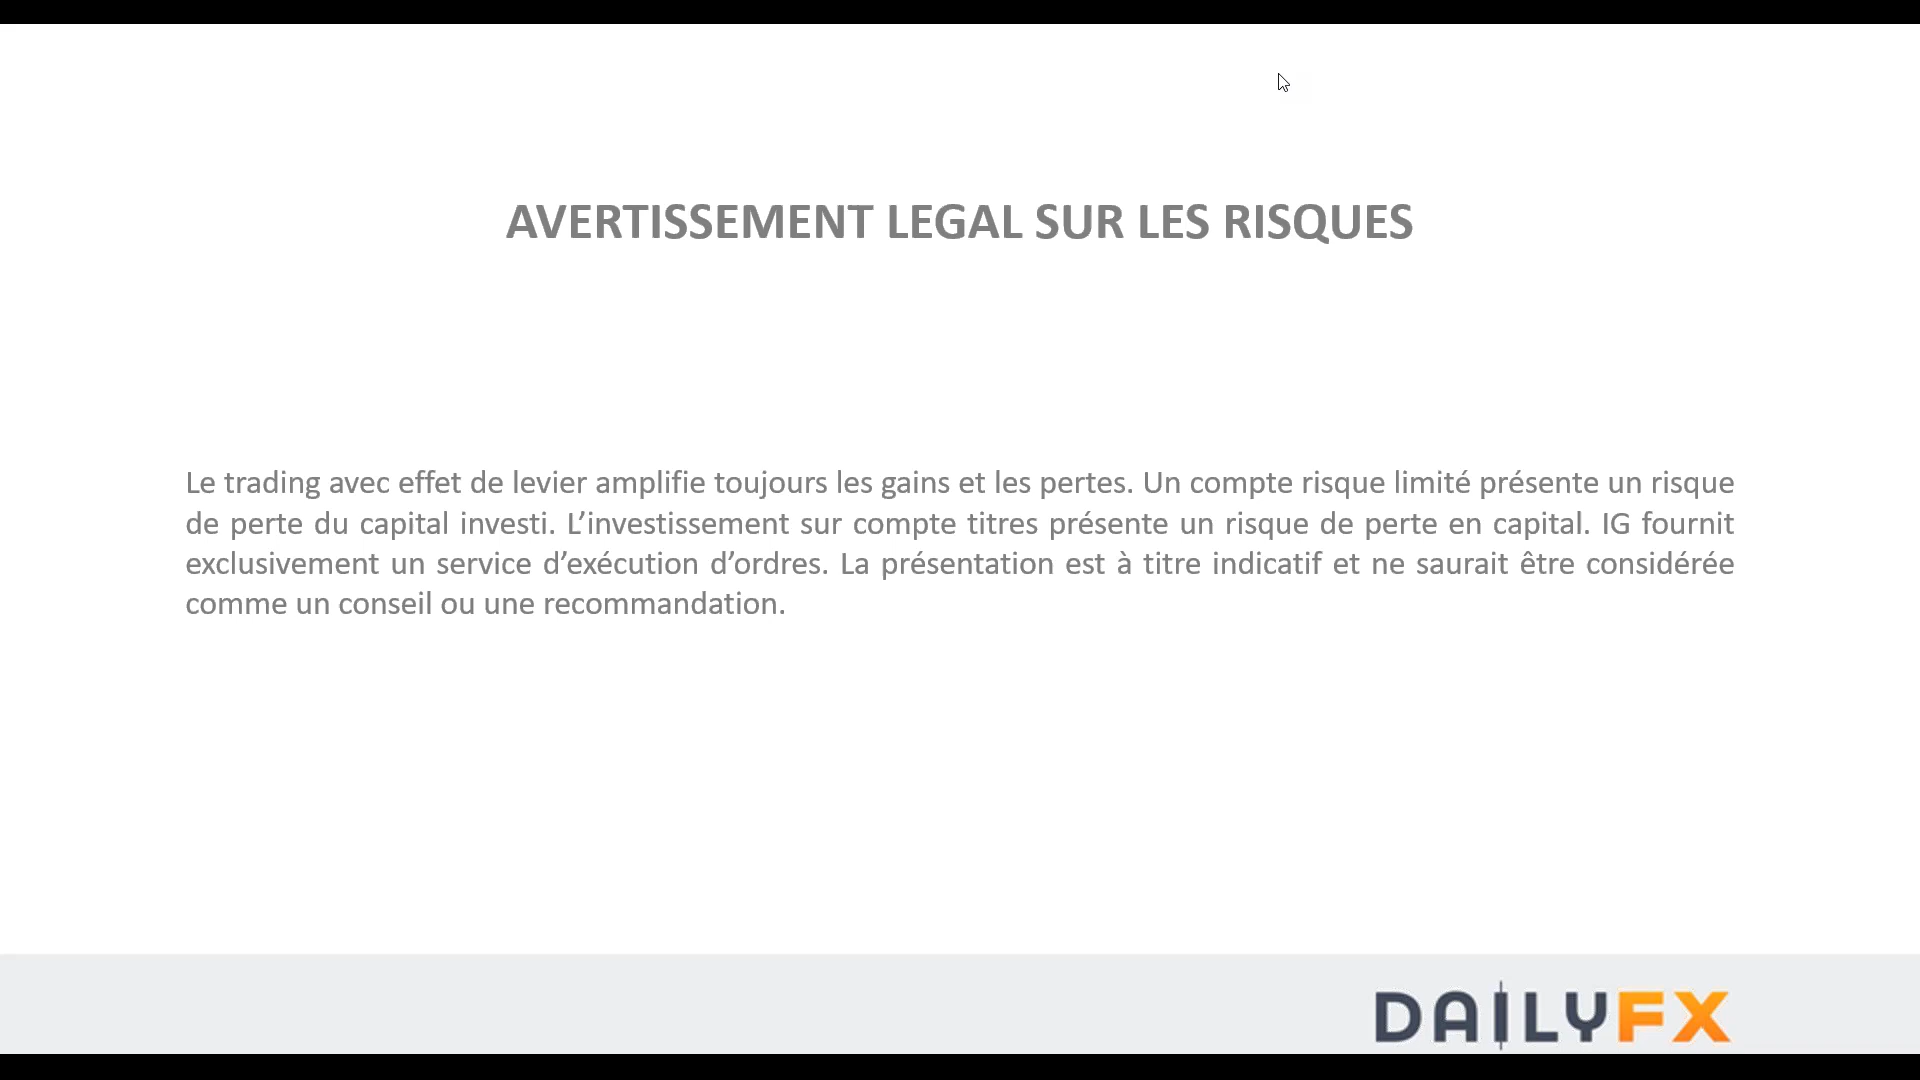 AVERTISSEMENT LEGAL SUR LES RISQUES
Le trading avec effet de levier amplifie toujours les gains et les pertes. Un compte risque limité présente un risque
de perte du capital investi. L’investissement sur compte titres présente un risque de perte en capital. IG fournit
exclusivement un service d’exécution d’ordres. La présentation est à titre indicatif et ne saurait être considérée
comme un conseil ou une recommandation.
DAILYFX